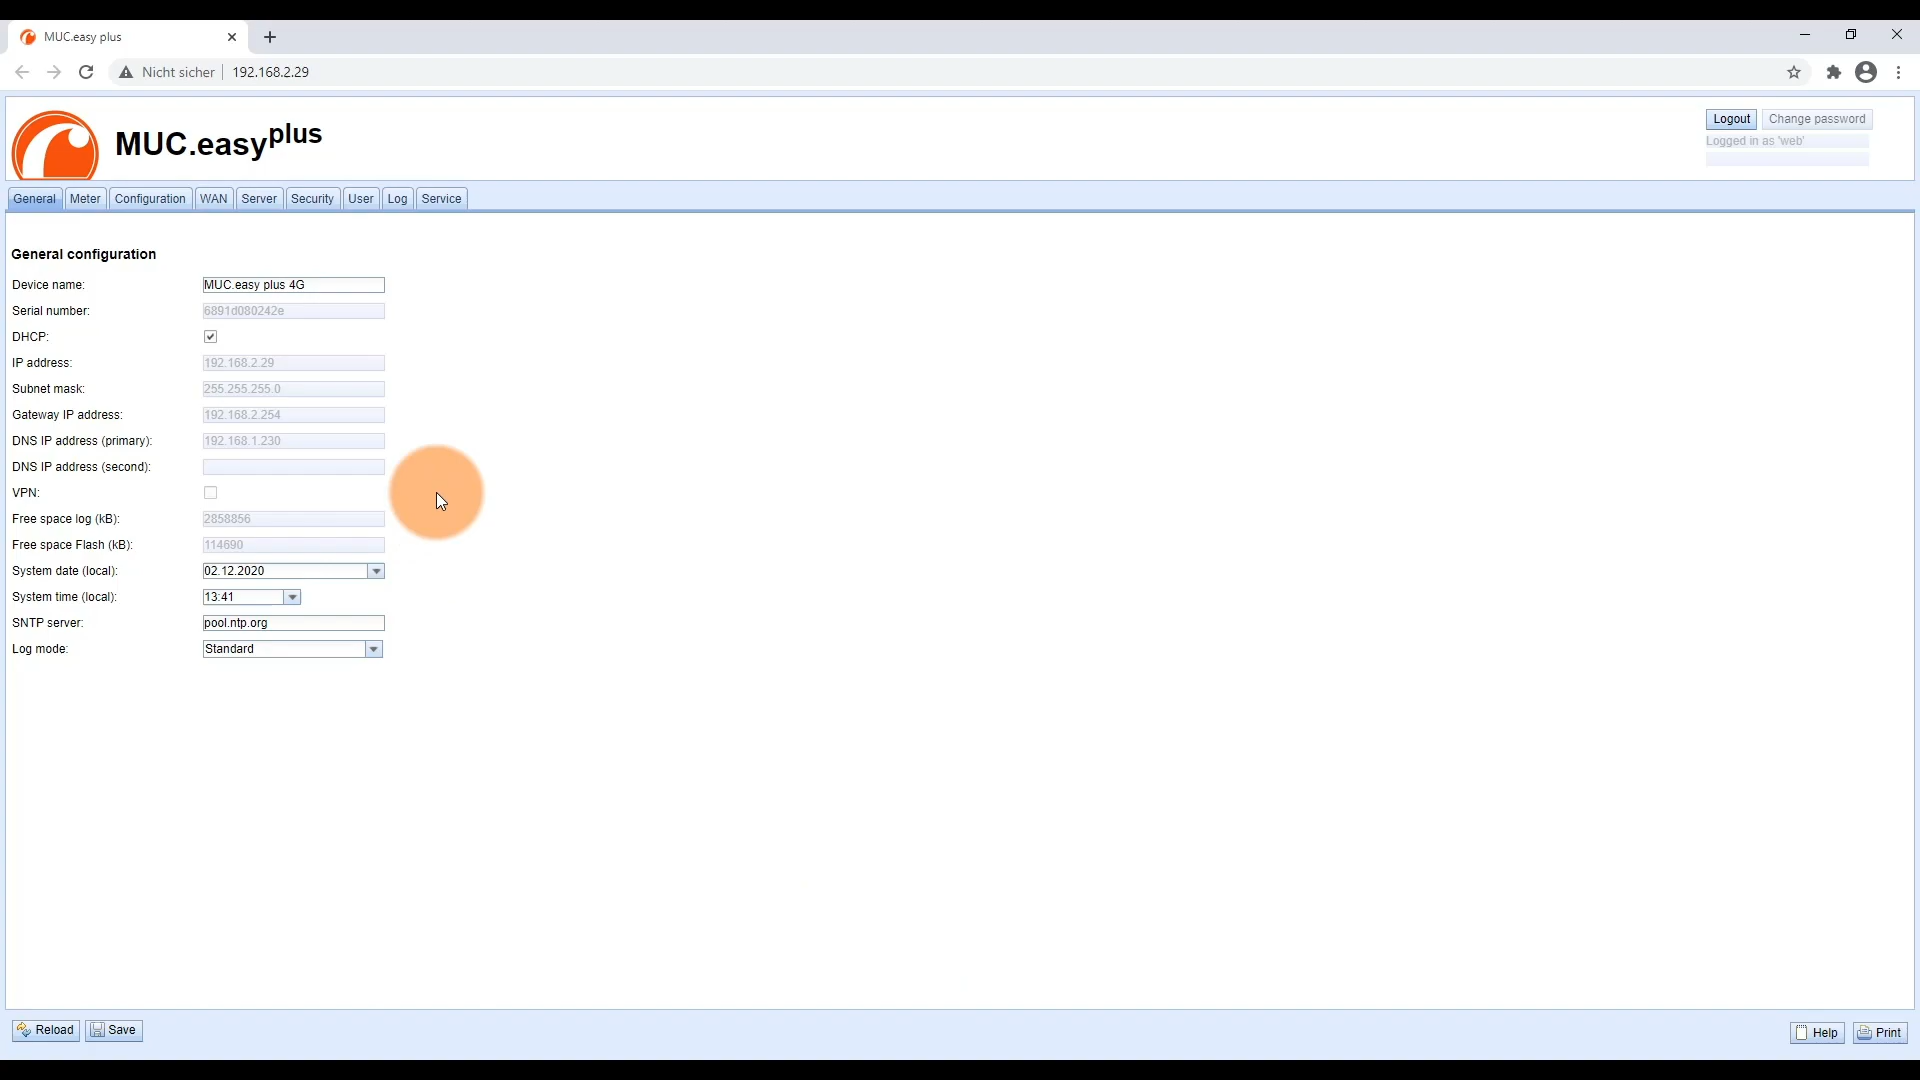 MUC.easy plus
Nicht sicher 192.168.2.29
MUC.easyplus
Logout Change password
Logged in as 'web'
General Meter Configuration WAN Server Security User Log Service
General configuration
Device name: MUC.easy plus 4G
Serial number: 6891d080242e
DHCP:
IP address: 192.168.2.29
Subnet mask: 255.255.255.0
Gateway IP address: 192.168.2.254
DNS IP address (primary): 192.168.1.230
DNS IP address (second):
VPN:
Free space log (kB): 2858856
Free space Flash (kB): 114690
System date (local): 02.12.2020
System time (local): 13:41
SNTP server: pool.ntp.org
Log mode: Standard
Reload Save Help Print